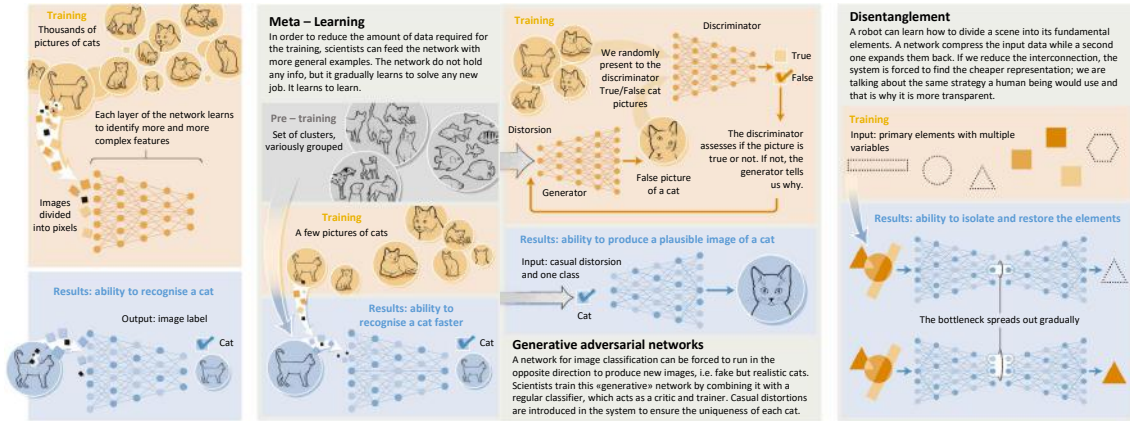 Training
Thousands of
pictures of cats
Each layer of the network learns
to identify more and more
complex features
Images
divided
into pixels
Results: ability to recognise a cat
Output: image label
Cat
Meta – Learning
In order to reduce the amount of data required for
the training, scientists can feed the network with
more general examples. The network do not hold
any info, but it gradually learns to solve any new
job. It learns to learn.
Pre – training
Set of clusters,
variously grouped
Training
A few pictures of cats
Results: ability to
recognise a cat faster
Cat
Training
Discriminator
We randomly
present to the
discriminator
True/False cat
pictures
True
False
Distorsion
Generator
False picture
of a cat
The discriminator
assesses if the picture is
true or not. If not, the
generator tells
us why.
Results: ability to produce a plausible image of a cat
Input: casual distorsion
and one class
Cat
Generative adversarial networks
A network for image classification can be forced to run in the
opposite direction to produce new images, i.e. fake but realistic cats.
Scientists train this «generative» network by combining it with a
regular classifier, which acts as a critic and trainer. Casual distortions
are introduced in the system to ensure the uniqueness of each cat.
Disentanglement
A robot can learn how to divide a scene into its fundamental
elements. A network compress the input data while a second
one expands them back. If we reduce the interconnection, the
system is forced to find the cheaper representation; we are
talking about the same strategy a human being would use and
that is why it is more transparent.
Training
Input: primary elements with multiple
variables
Results: ability to isolate and restore the elements
The bottleneck spreads out gradually